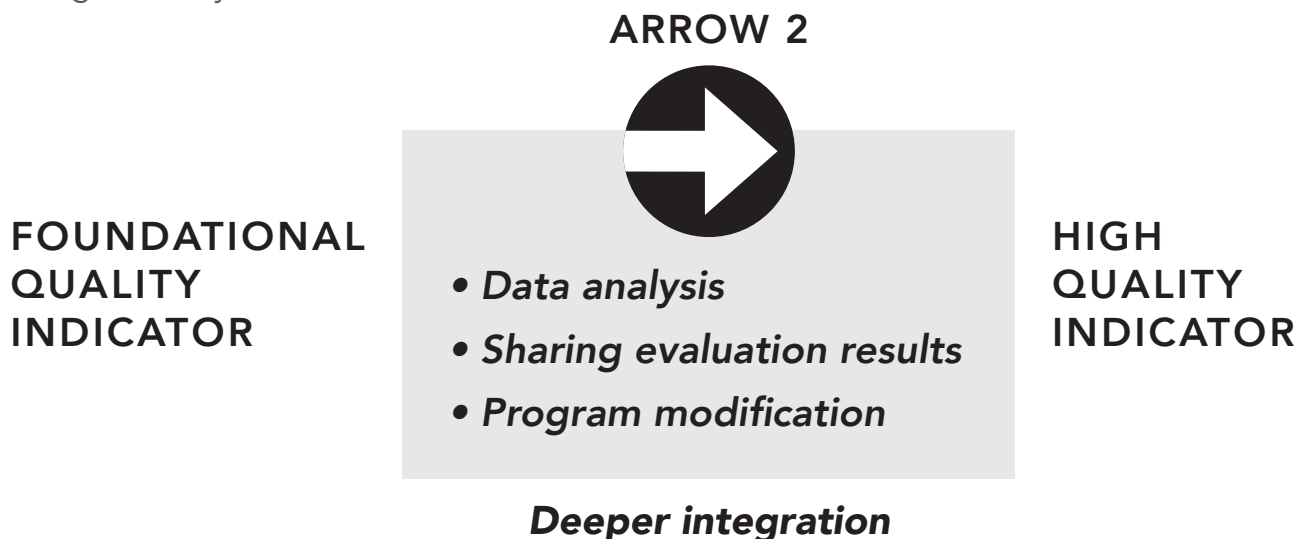 ARROW 2
FOUNDATIONAL
QUALITY
INDICATOR
• Data analysis
• Sharing evaluation results
• Program modification
HIGH
QUALITY
INDICATOR
Deeper integration